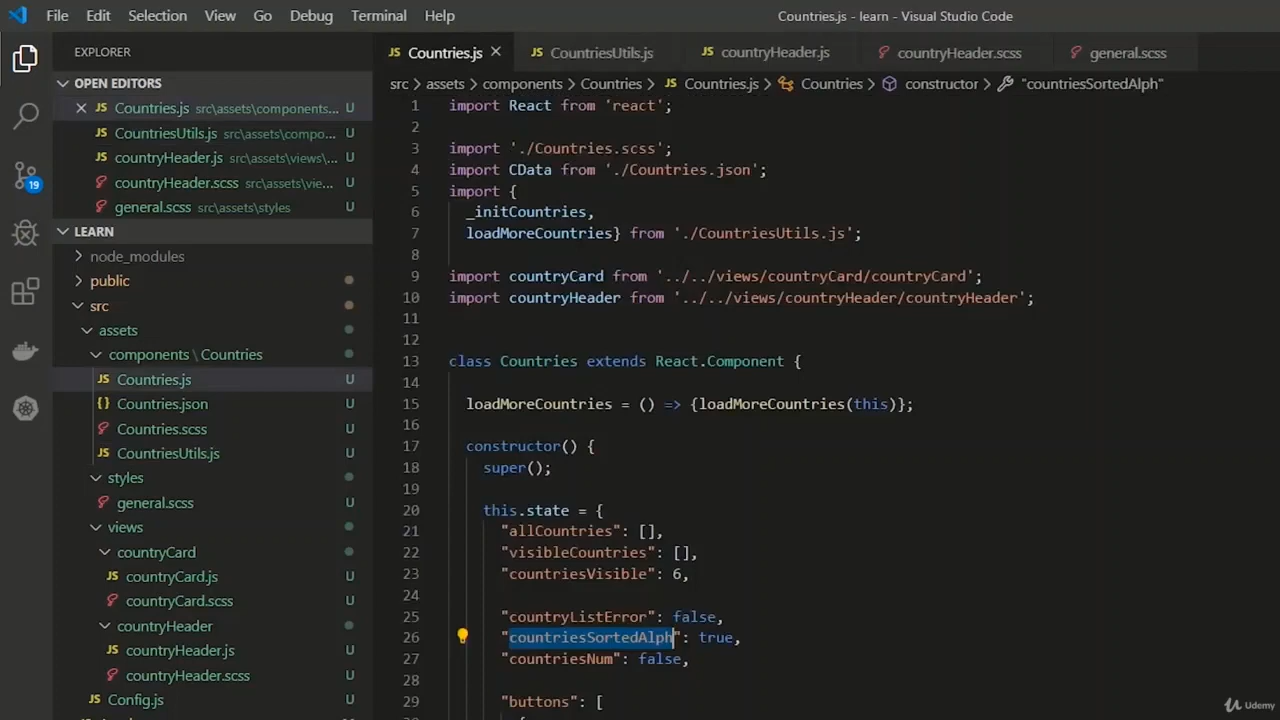 File Edit Selection View Go Debug Terminal Help Countries.js - learn - Visual Studio Code
EXPLORER
OPEN EDITORS
Countries.js src\assets\components... U
CountriesUtils.js src\assets\compo... U
countryHeader.js src\assets\views\... U
countryHeader.scss src\assets\vie... U
general.scss src\assets\styles U
LEARN
node_modules
public
src
assets
components \ Countries
JS Countries.js U
{} Countries.json U
Countries.scss U
JS CountriesUtils.js U
styles
general.scss U
views
countryCard
JS countryCard.js U
countryCard.scss U
countryHeader
JS countryHeader.js U
countryHeader.scss U
JS Config.js U
19
JS Countries.js JS CountriesUtils.js JS countryHeader.js countryHeader.scss general.scss
src > assets > components > Countries > JS Countries.js > Countries > constructor > "countriesSortedAlph"
1 import React from 'react';
2
3 import './Countries.scss';
4 import CData from './Countries.json';
5 import {
6 _initCountries,
7 loadMoreCountries} from './CountriesUtils.js';
8
9 import countryCard from '../../views/countryCard/countryCard';
10 import countryHeader from '../../views/countryHeader/countryHeader';
11
12
13 class Countries extends React.Component {
14
15 loadMoreCountries = () => {loadMoreCountries(this)};
16
17 constructor() {
18 super();
19
20 this.state = {
21 "allCountries": [],
22 "visibleCountries": [],
23 "countriesVisible": 6,
24
25 "countryListError": false,
26 "countriesSortedAlph": true,
27 "countriesNum": false,
28
29 "buttons": [
Udemy